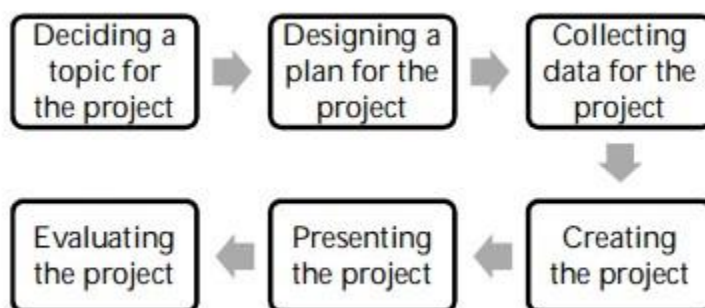 Deciding a
topic for
the project
Designing a
plan for the
project
Collecting
data for the
project
Creating
the project
Presenting
the project
Evaluating
the project